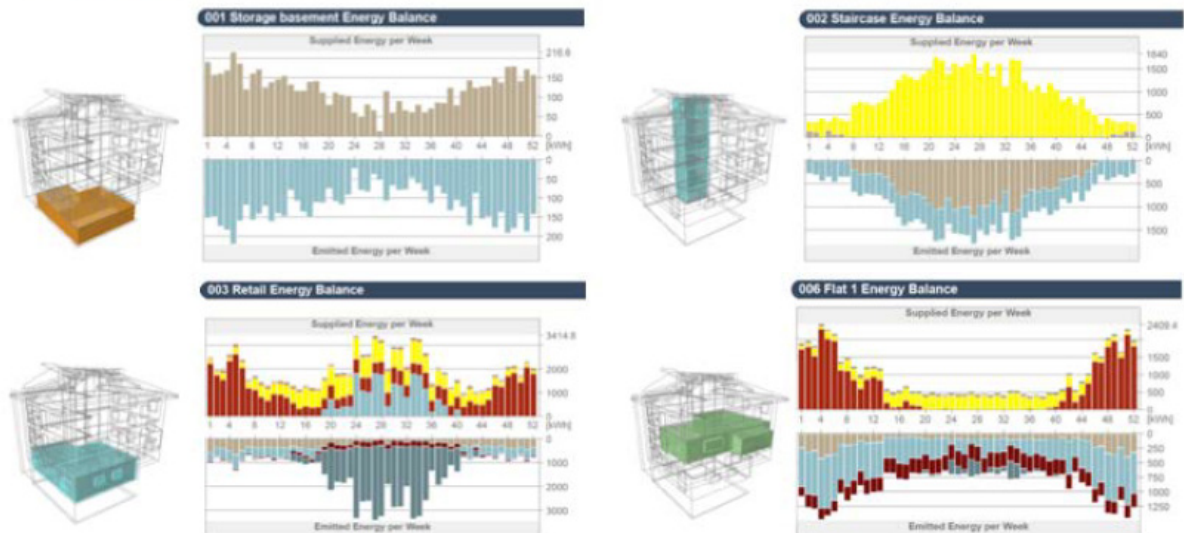 001 Storage basement Energy Balance
Supplied Energy per Week
218.6
150
100
50
0
1 4 8 12 16 20 24 28 32 36 40 44 48 52 [kWh]
0
50
100
150
200
Emitted Energy per Week
002 Staircase Energy Balance
Supplied Energy per Week
1840
1500
1000
500
0
1 4 8 12 16 20 24 28 32 36 40 44 48 52 [kWh]
0
500
1000
1500
Emitted Energy per Week
003 Retail Energy Balance
Supplied Energy per Week
3414.8
2000
1000
0
1 4 8 12 16 20 24 28 32 36 40 44 48 52 [kWh]
0
1000
2000
3000
Emitted Energy per Week
006 Flat 1 Energy Balance
Supplied Energy per Week
1500
1000
500
0
1 4 8 12 16 20 24 28 32 36 40 44 48 52 [kWh]
0
250
500
750
1000
1250
Emitted Energy per Week